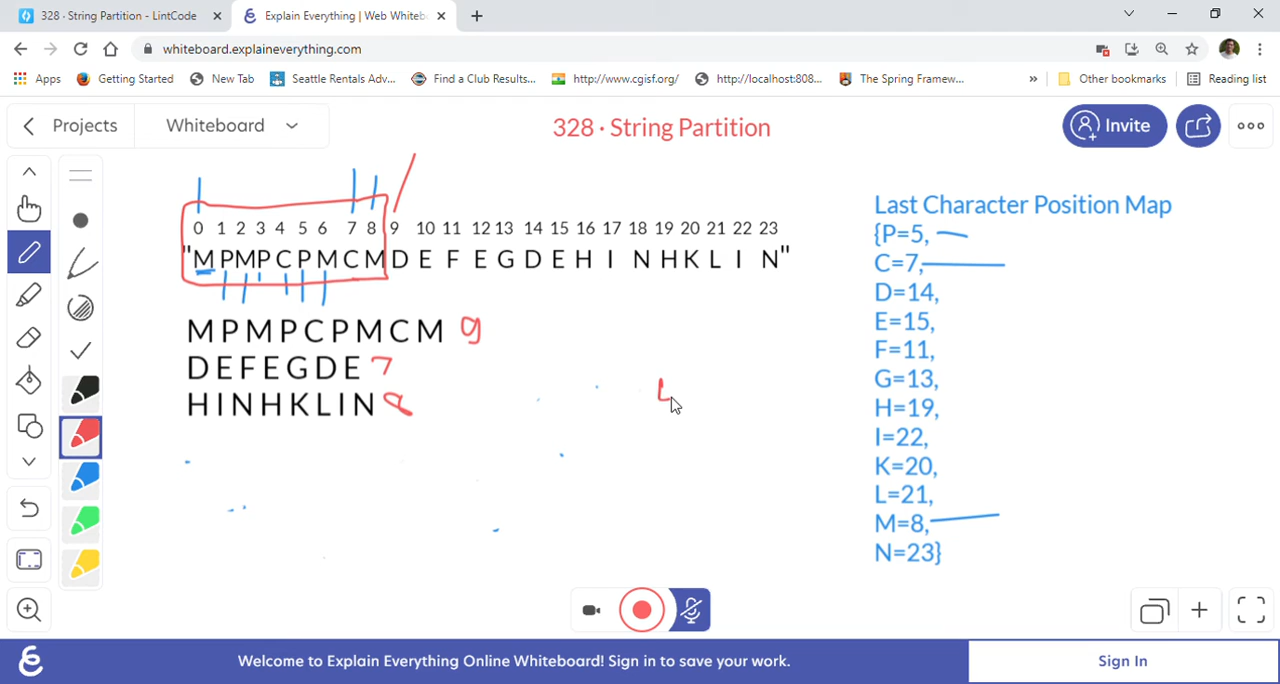 328 · String Partition - LintCode
Explain Everything | Web Whiteb
whiteboard.explaineverything.com
Apps Getting Started New Tab Seattle Rentals Adv... Find a Club Results... http://www.cgisf.org/ http://localhost:808... The Spring Framew... » Other bookmarks Reading list
Projects Whiteboard 328 · String Partition Invite
0 1 2 3 4 5 6 7 8 9 10 11 12 13 14 15 16 17 18 19 20 21 22 23
"M P M P C P M C M D E F E G D E H I N H K L I N"
M P M P C P M C M 9
D E F E G D E 7
H I N H K L I N 8
L
Last Character Position Map
{P=5,
C=7,
D=14,
E=15,
F=11,
G=13,
H=19,
I=22,
K=20,
L=21,
M=8,
N=23}
Welcome to Explain Everything Online Whiteboard! Sign in to save your work. Sign In